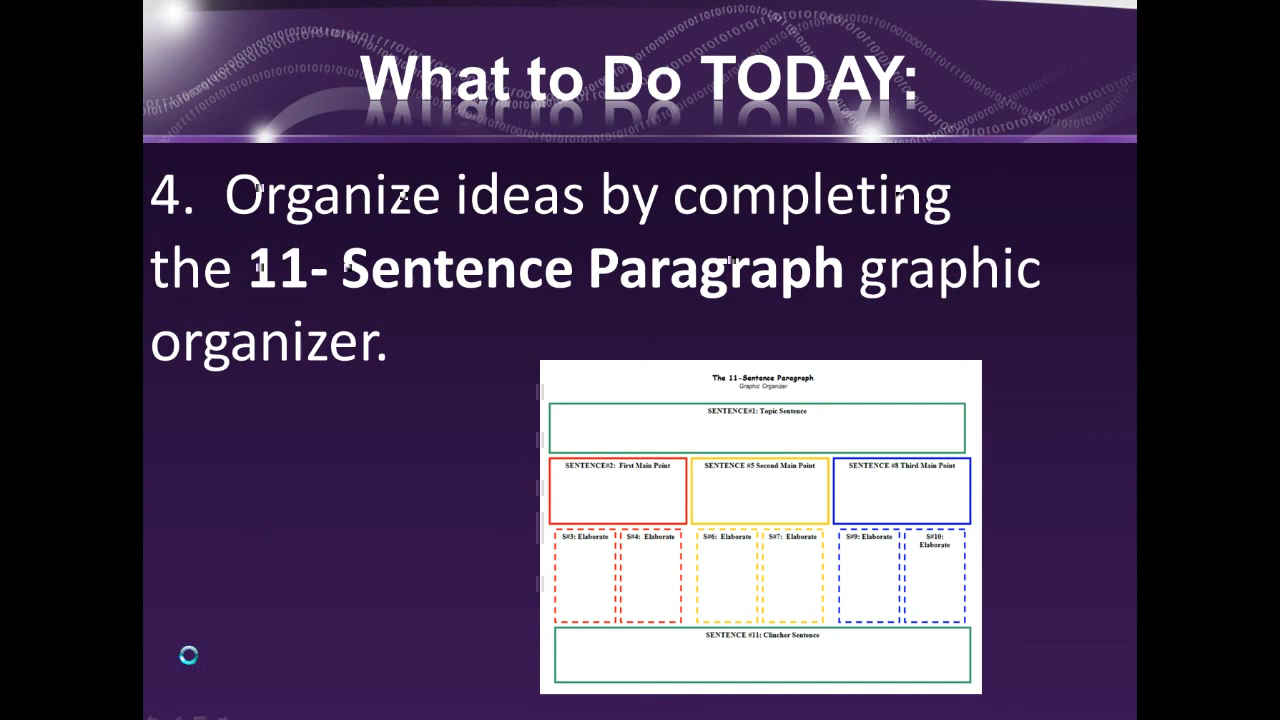 What to Do TODAY:
4. Organize ideas by completing
the 11- Sentence Paragraph graphic
organizer.
The 11-Sentence Paragraph
Graphic Organizer
SENTENCE#1: Topic Sentence
SENTENCE#2: First Main Point
SENTENCE #5 Second Main Point
SENTENCE #8 Third Main Point
S#3: Elaborate
S#4: Elaborate
S#6: Elaborate
S#7: Elaborate
S#9: Elaborate
S#10:
Elaborate
SENTENCE #11: Clincher Sentence